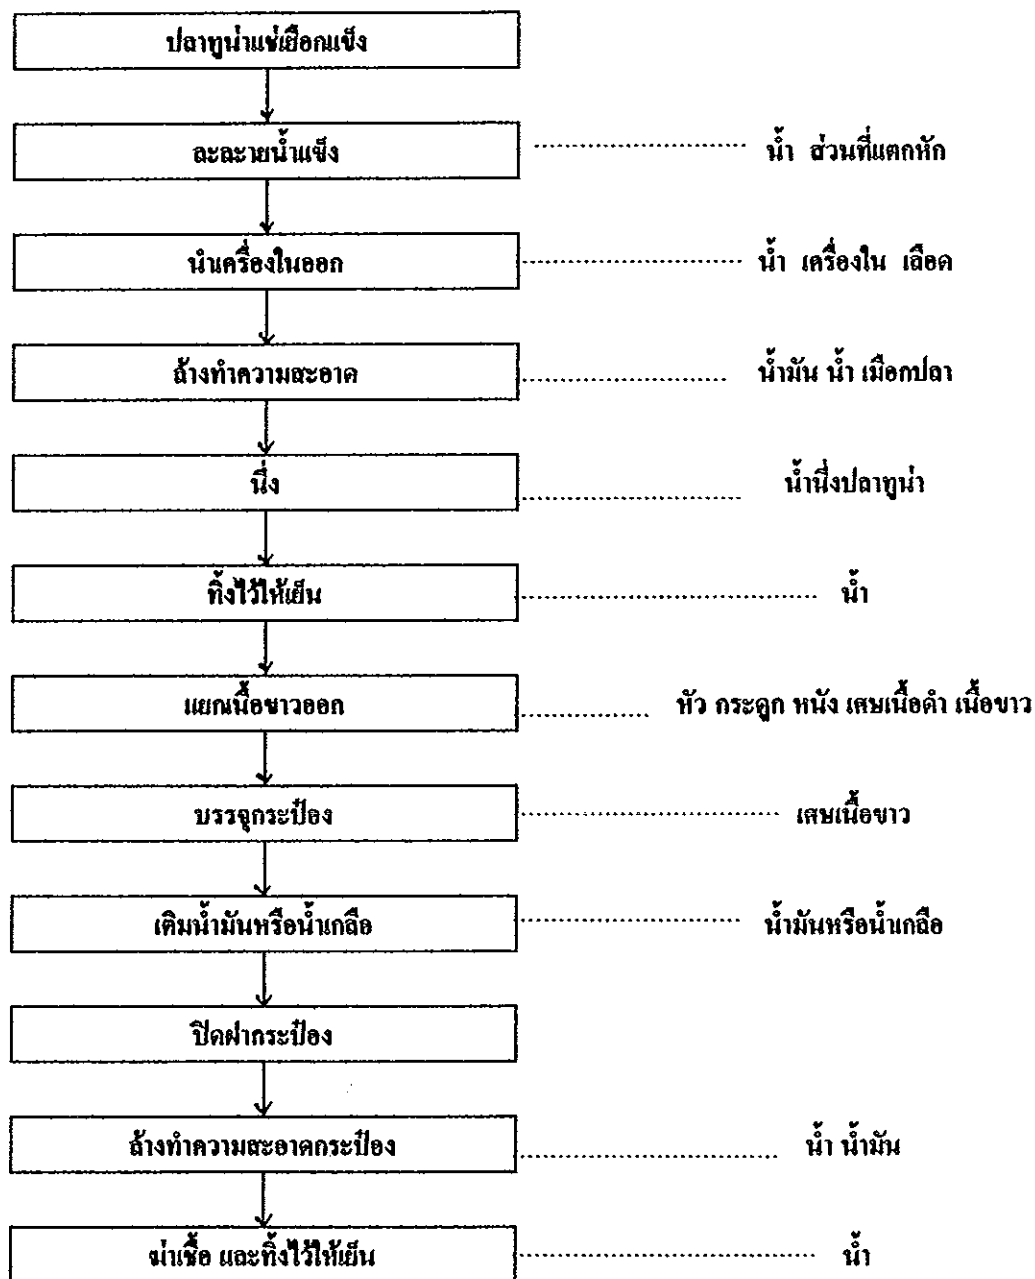 ปลาทูน่าแช่เยือกแข็ง
ละลายน้ำแข็ง น้ำ ส่วนที่แตกหัก
นำเครื่องในออก น้ำ เครื่องใน เลือด
ล้างทำความสะอาด น้ำมัน น้ำ เมือกปลา
นึ่ง น้ำนึ่งปลาทูน่า
ทิ้งไว้ให้เย็น น้ำ
แยกเนื้อขาวออก หัว กระดูก หนัง เศษเนื้อดำ เนื้อขาว
บรรจุกระป๋อง เศษเนื้อขาว
เติมน้ำมันหรือน้ำเกลือ น้ำมันหรือน้ำเกลือ
ปิดฝากระป๋อง
ล้างทำความสะอาดกระป๋อง น้ำ น้ำมัน
ฆ่าเชื้อ และทิ้งไว้ให้เย็น น้ำ